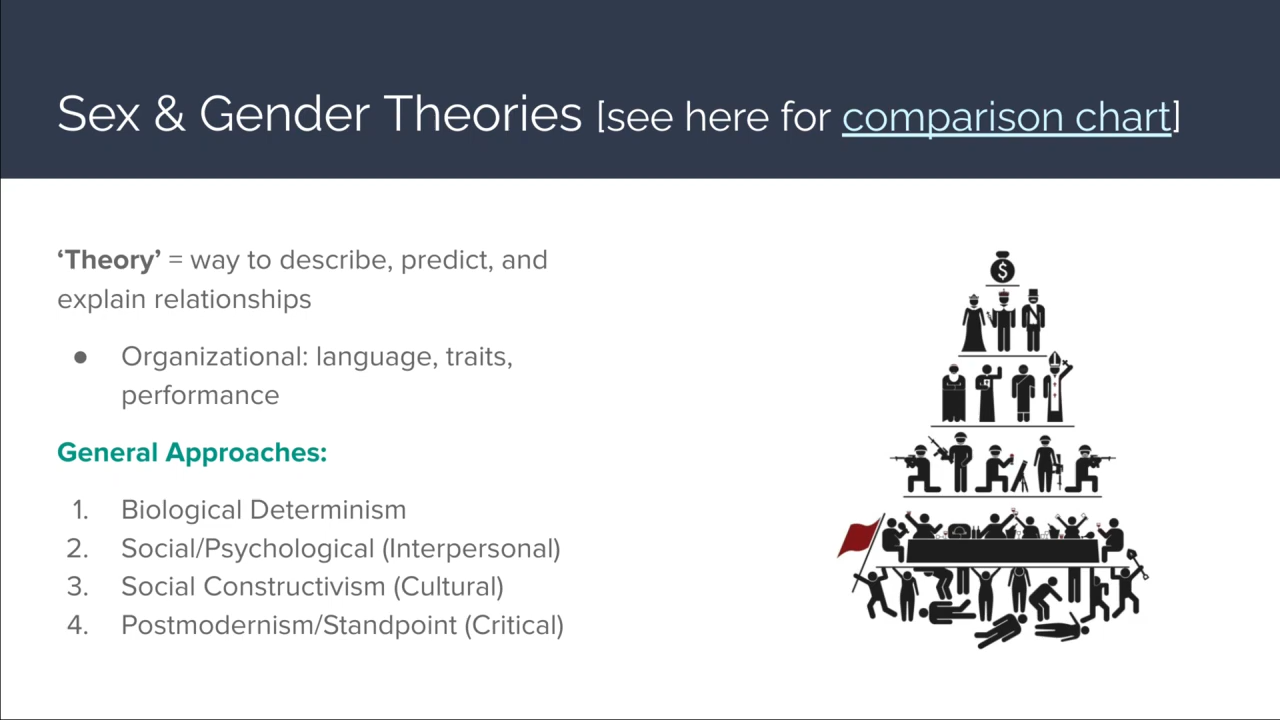 Sex & Gender Theories [see here for comparison chart]
‘Theory’ = way to describe, predict, and
explain relationships
● Organizational: language, traits,
performance
General Approaches:
1. Biological Determinism
2. Social/Psychological (Interpersonal)
3. Social Constructivism (Cultural)
4. Postmodernism/Standpoint (Critical)
$